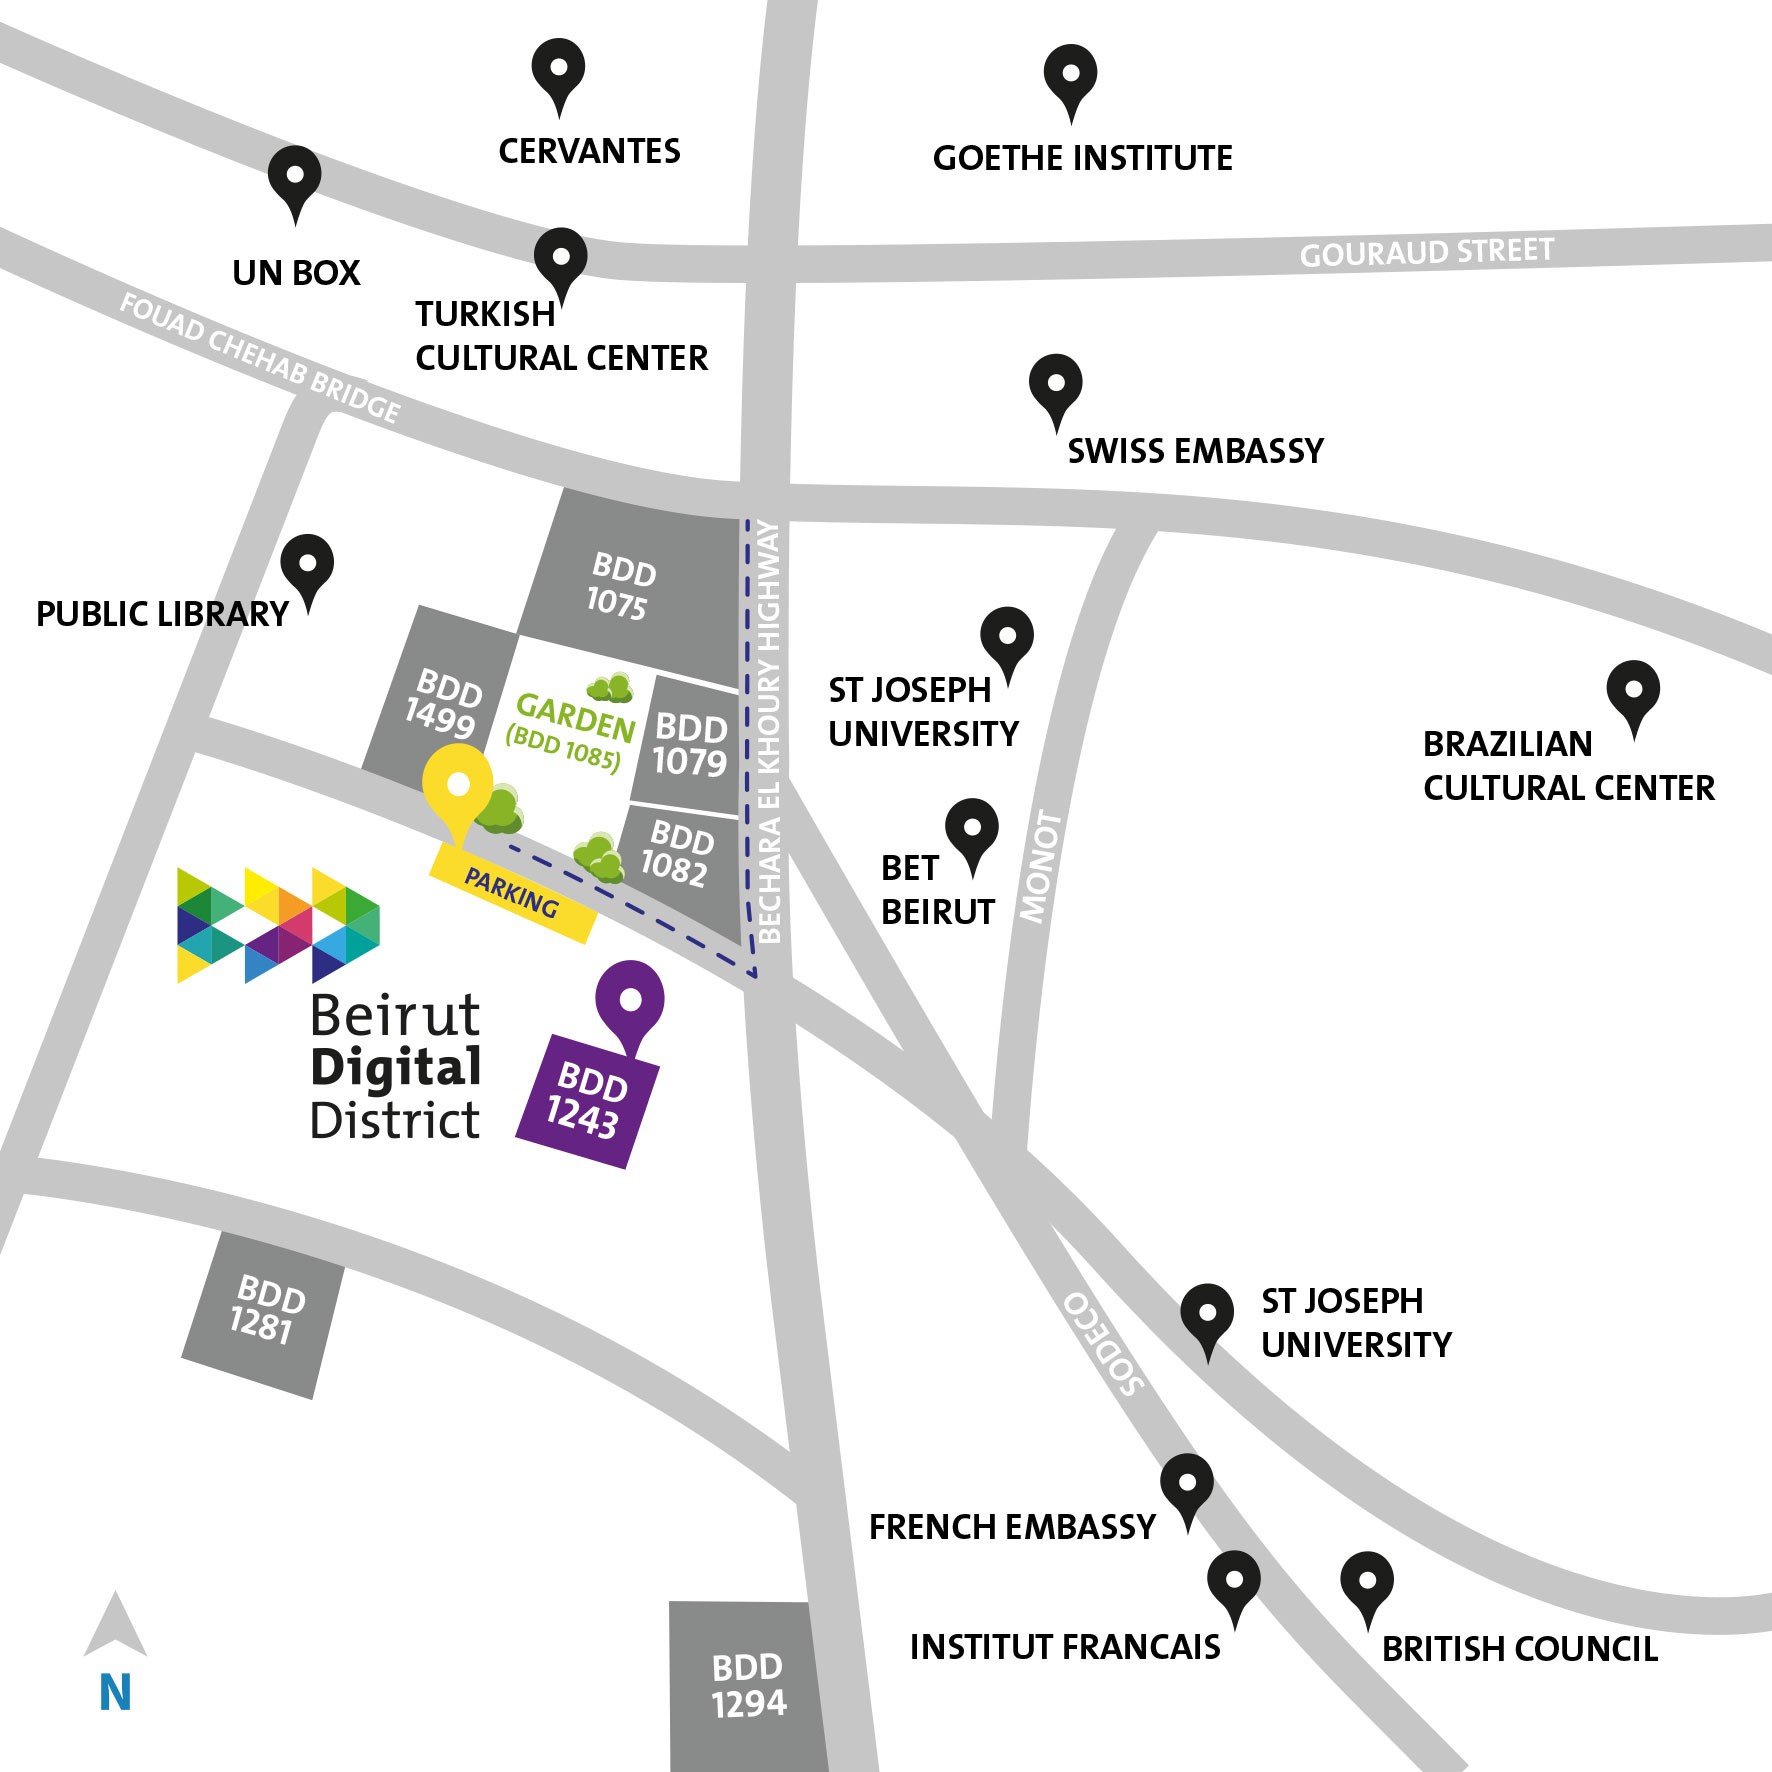 CERVANTES
GOETHE INSTITUTE
GOURAUD STREET
UN BOX
TURKISH
CULTURAL CENTER
FOUAD CHEHAB BRIDGE
SWISS EMBASSY
BDD
1075
BECHARA EL KHOURY HIGHWAY
PUBLIC LIBRARY
BDD
1499
GARDEN
(BDD 1085)
BDD
1079
ST JOSEPH
UNIVERSITY
BRAZILIAN
CULTURAL CENTER
BDD
1082
MONOT
BET
BEIRUT
PARKING
Beirut
Digital
District
BDD
1243
BDD
1281
SODECO
ST JOSEPH
UNIVERSITY
FRENCH EMBASSY
INSTITUT FRANCAIS
BRITISH COUNCIL
BDD
1294
N